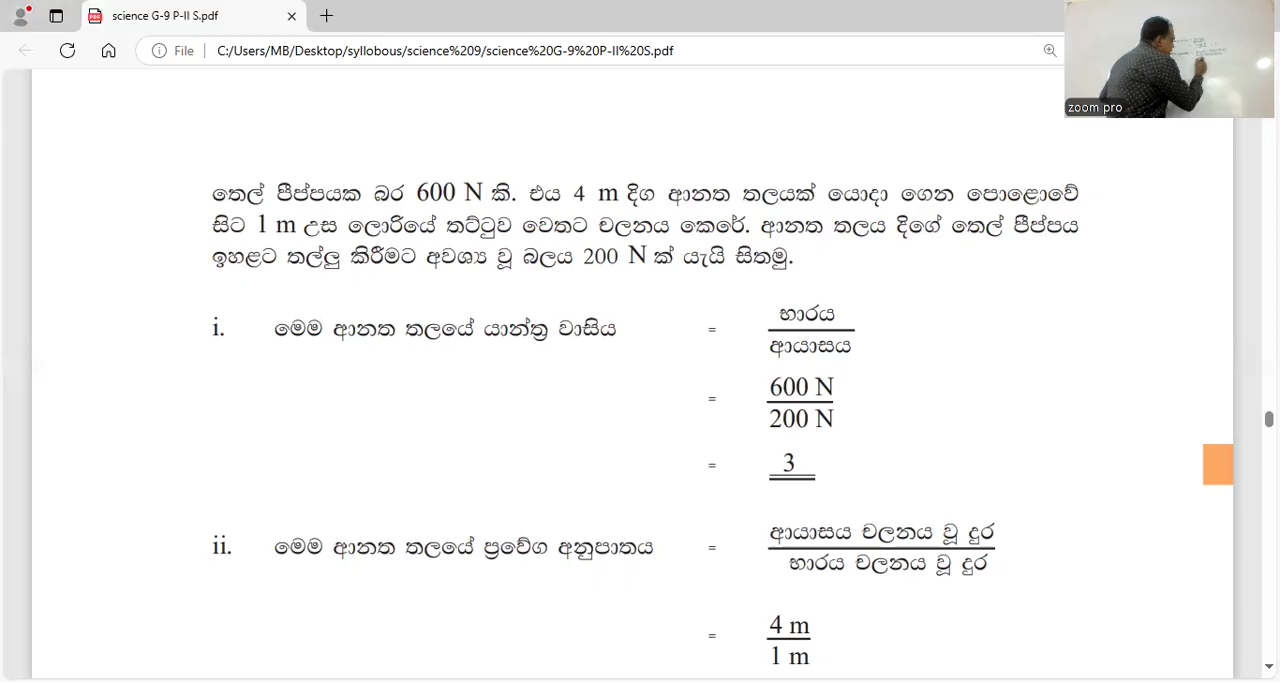 science G-9 P-II S.pdf
File
C:/Users/MB/Desktop/syllobous/science%209/science%20G-9%20P-II%20S.pdf
zoom pro
තෙල් පීප්පයක බර 600 N කි. එය 4 m දිග ආනත තලයක් යොදා ගෙන පොළොවේ
සිට 1 m උස ලොරියේ තට්ටුව වෙතට චලනය කෙරේ. ආනත තලය දිගේ තෙල් පීප්පය
ඉහළට තල්ලු කිරීමට අවශ්‍ය වූ බලය 200 N ක් යැයි සිතමු.
i. මෙම ආනත තලයේ යාන්ත්‍ර වාසිය =
භාරය
ආයාසය
=
600 N
200 N
= 3
ii. මෙම ආනත තලයේ ප්‍රවේග අනුපාතය =
ආයාසය චලනය වූ දුර
භාරය චලනය වූ දුර
=
4 m
1 m